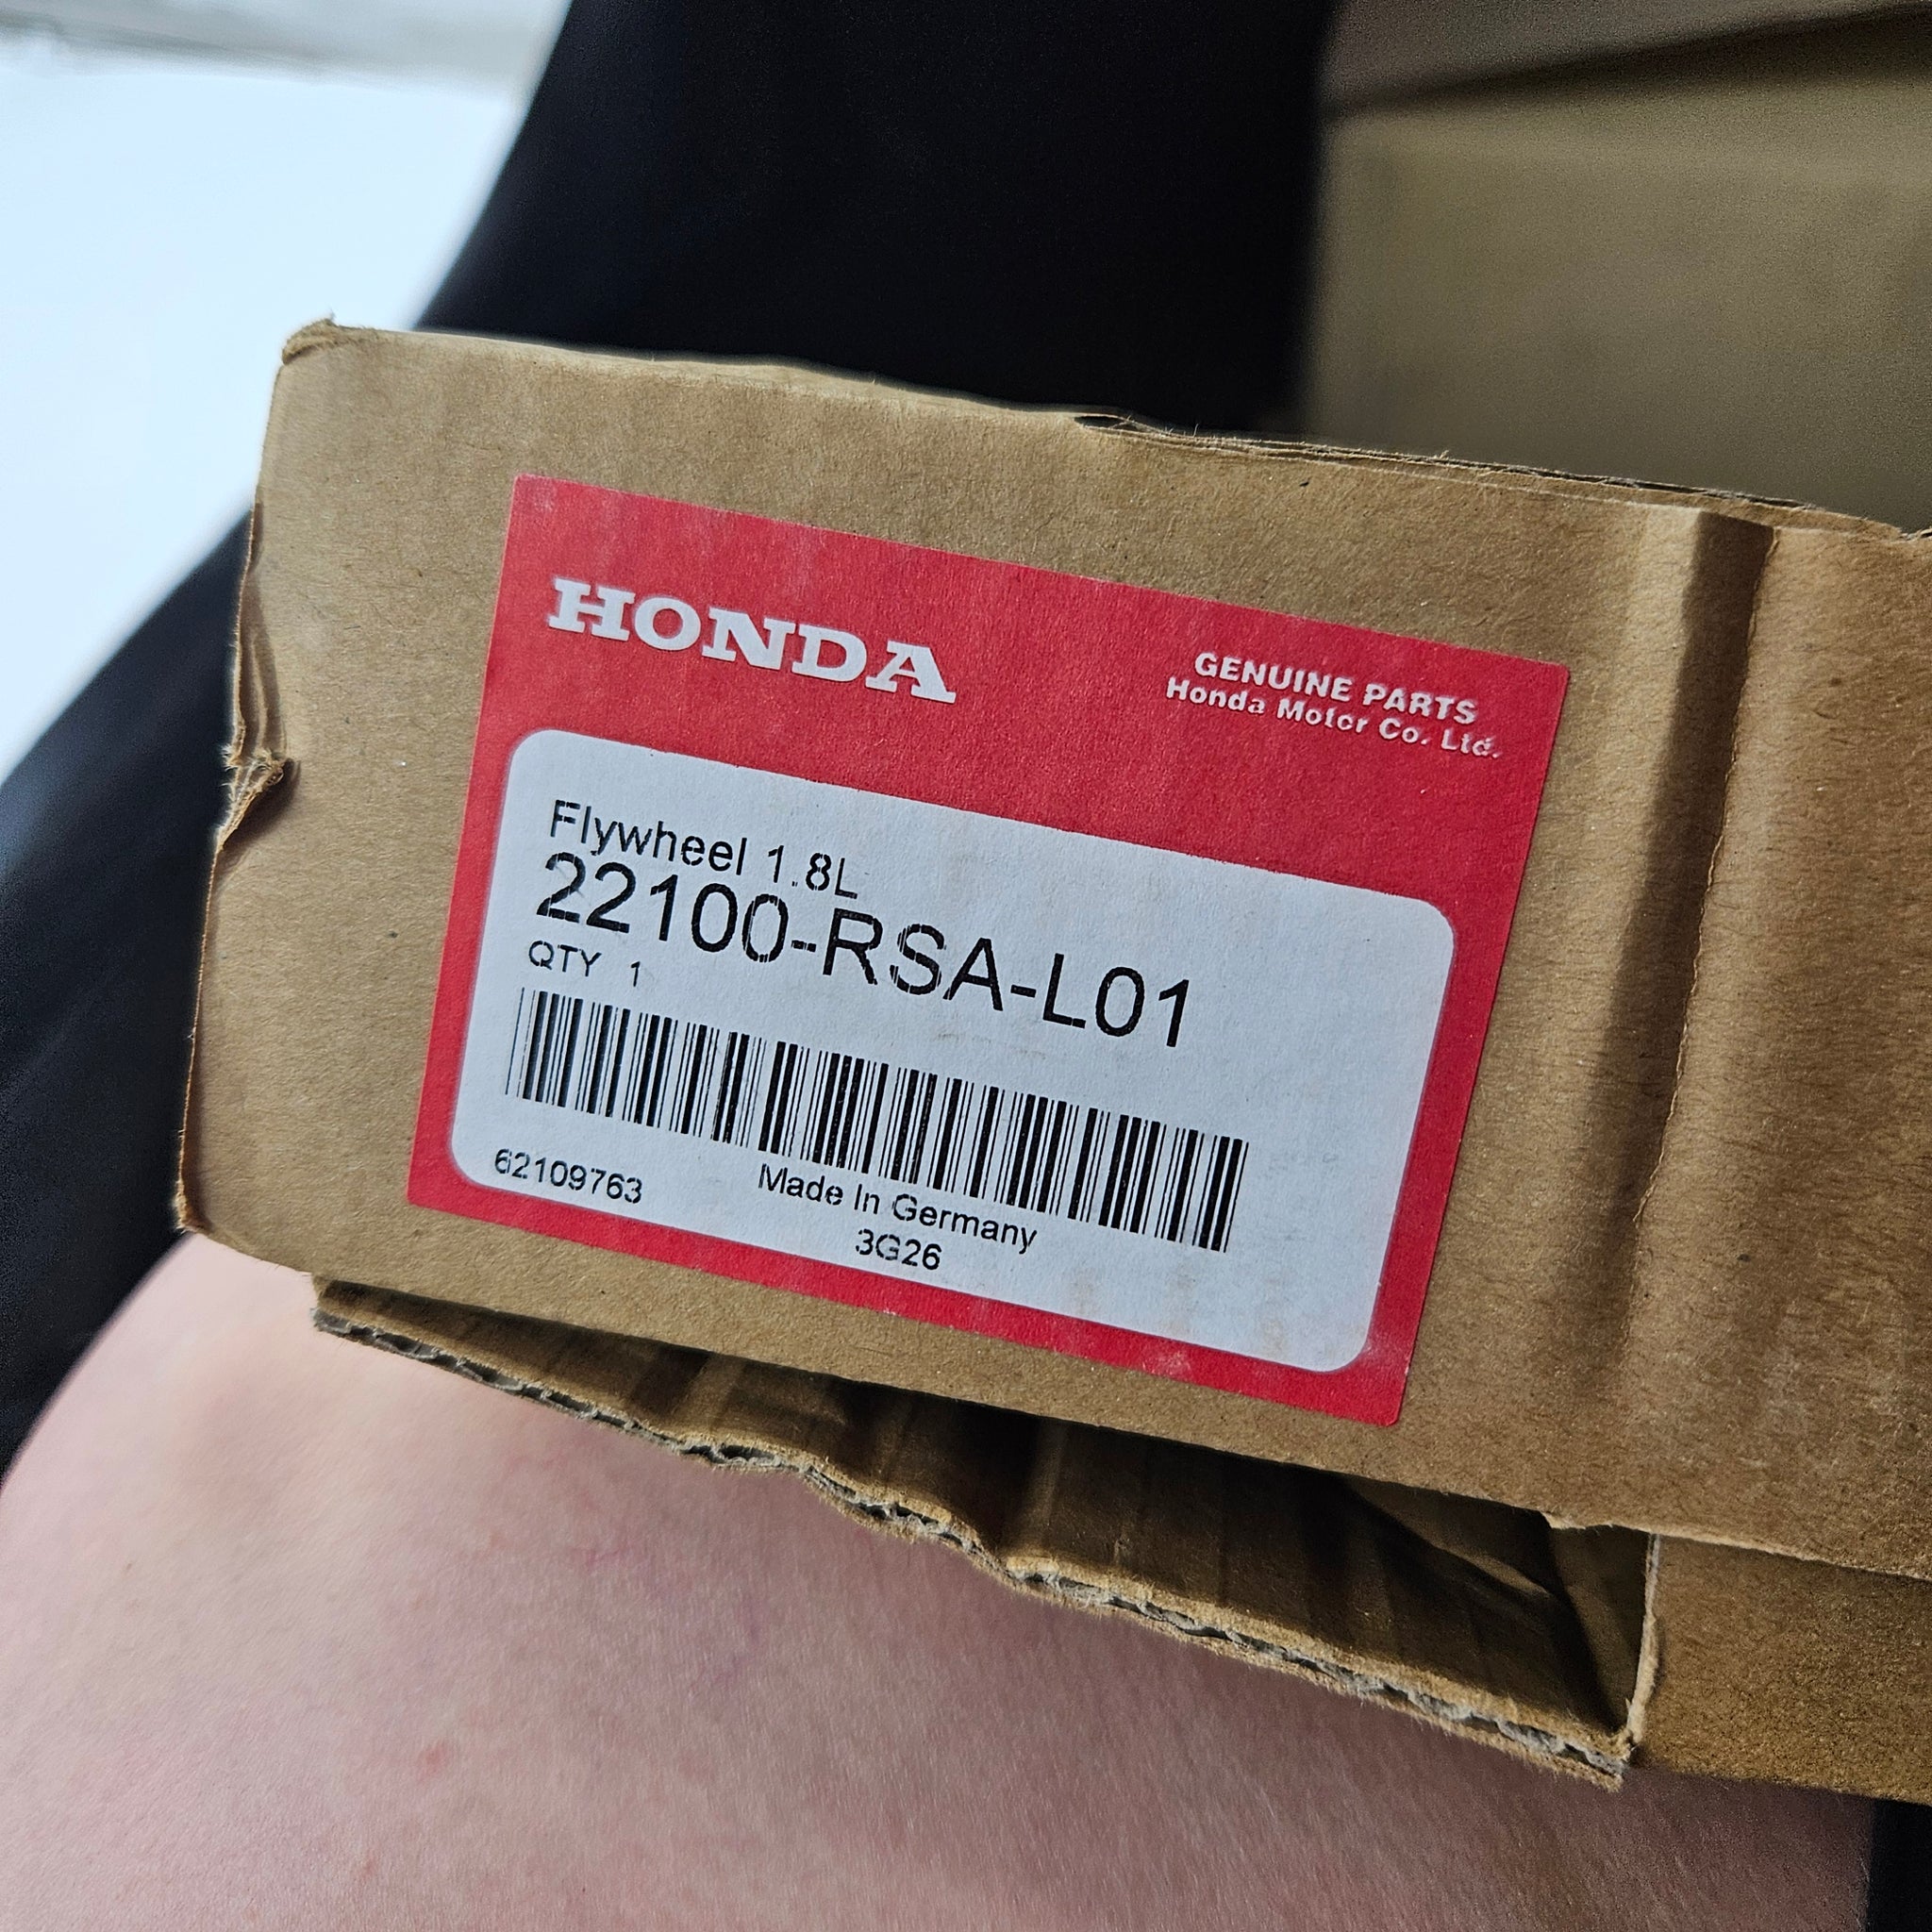 HONDA
GENUINE PARTS
Honda Motor Co. Ltd.
Flywheel 1.8L
22100-RSA-L01
QTY 1
62109763
Made In Germany
3G26